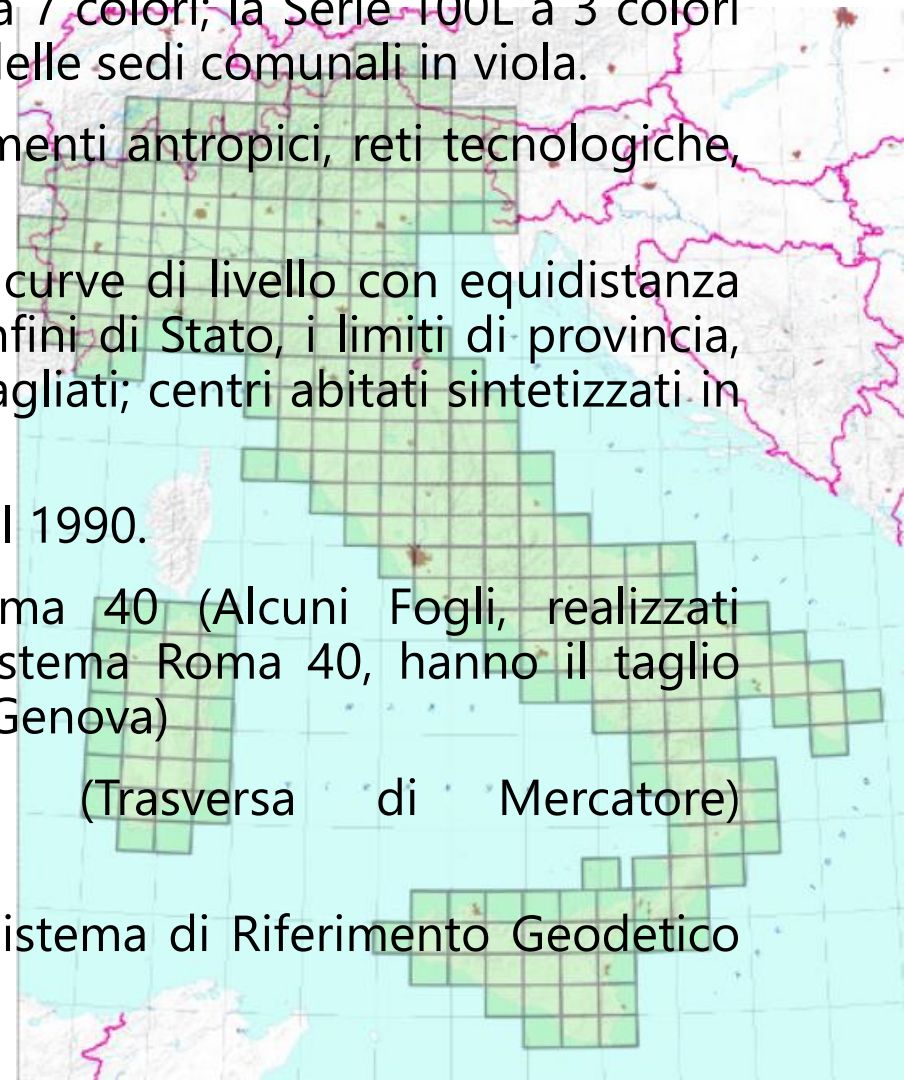 a 7 colori; la Serie 100L a 3 colori
elle sedi comunali in viola.
menti antropici, reti tecnologiche,
curve di livello con equidistanza
nfini di Stato, i limiti di provincia,
agliati; centri abitati sintetizzati in
l 1990.
ma 40 (Alcuni Fogli, realizzati
stema Roma 40, hanno il taglio
Genova)
(Trasversa di Mercatore)
istema di Riferimento Geodetico